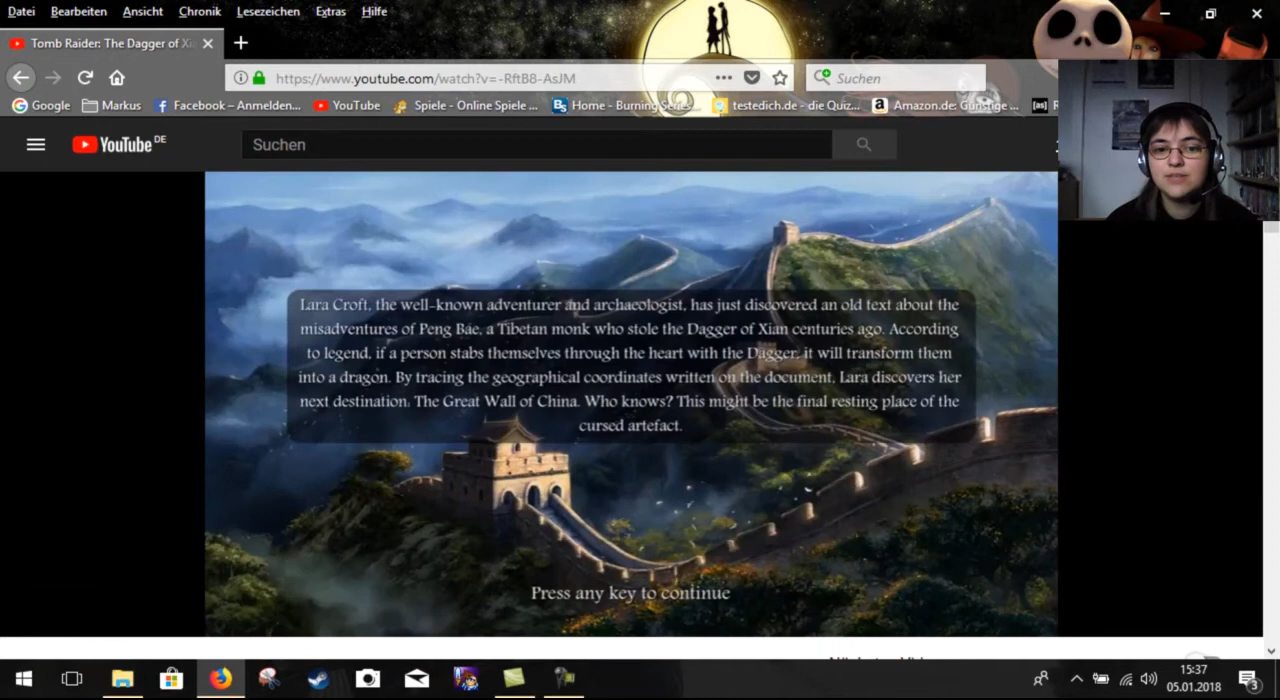 Datei Bearbeiten Ansicht Chronik Lesezeichen Extras Hilfe
Tomb Raider: The Dagger of Xi
https://www.youtube.com/watch?v=-RftB8-AsJM Suchen
Google Markus Facebook – Anmelden... YouTube Spiele - Online Spiele ... Home - Burning Series... testedich.de - die Quiz... Amazon.de: Günstige ... [as]
YouTube DE Suchen
Lara Croft, the well-known adventurer and archaeologist, has just discovered an old text about the
misadventures of Peng Bae, a Tibetan monk who stole the Dagger of Xian centuries ago. According
to legend, if a person stabs themselves through the heart with the Dagger, it will transform them
into a dragon. By tracing the geographical coordinates written on the document, Lara discovers her
next destination: The Great Wall of China. Who knows? This might be the final resting place of the
cursed artefact.
Press any key to continue
15:37
05.01.2018
3